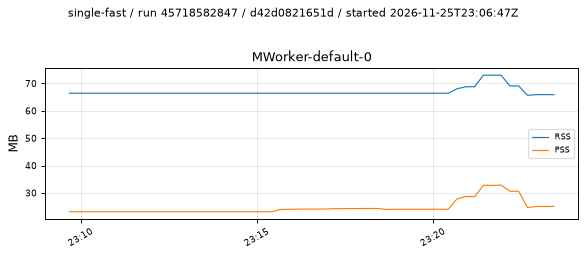 single-fast / run 45718582847 / d42d0821651d / started 2026-11-25T23:06:47Z
MWorker-default-0
MB
70
60
50
40
30
RSS
PSS
23:10
23:15
23:20